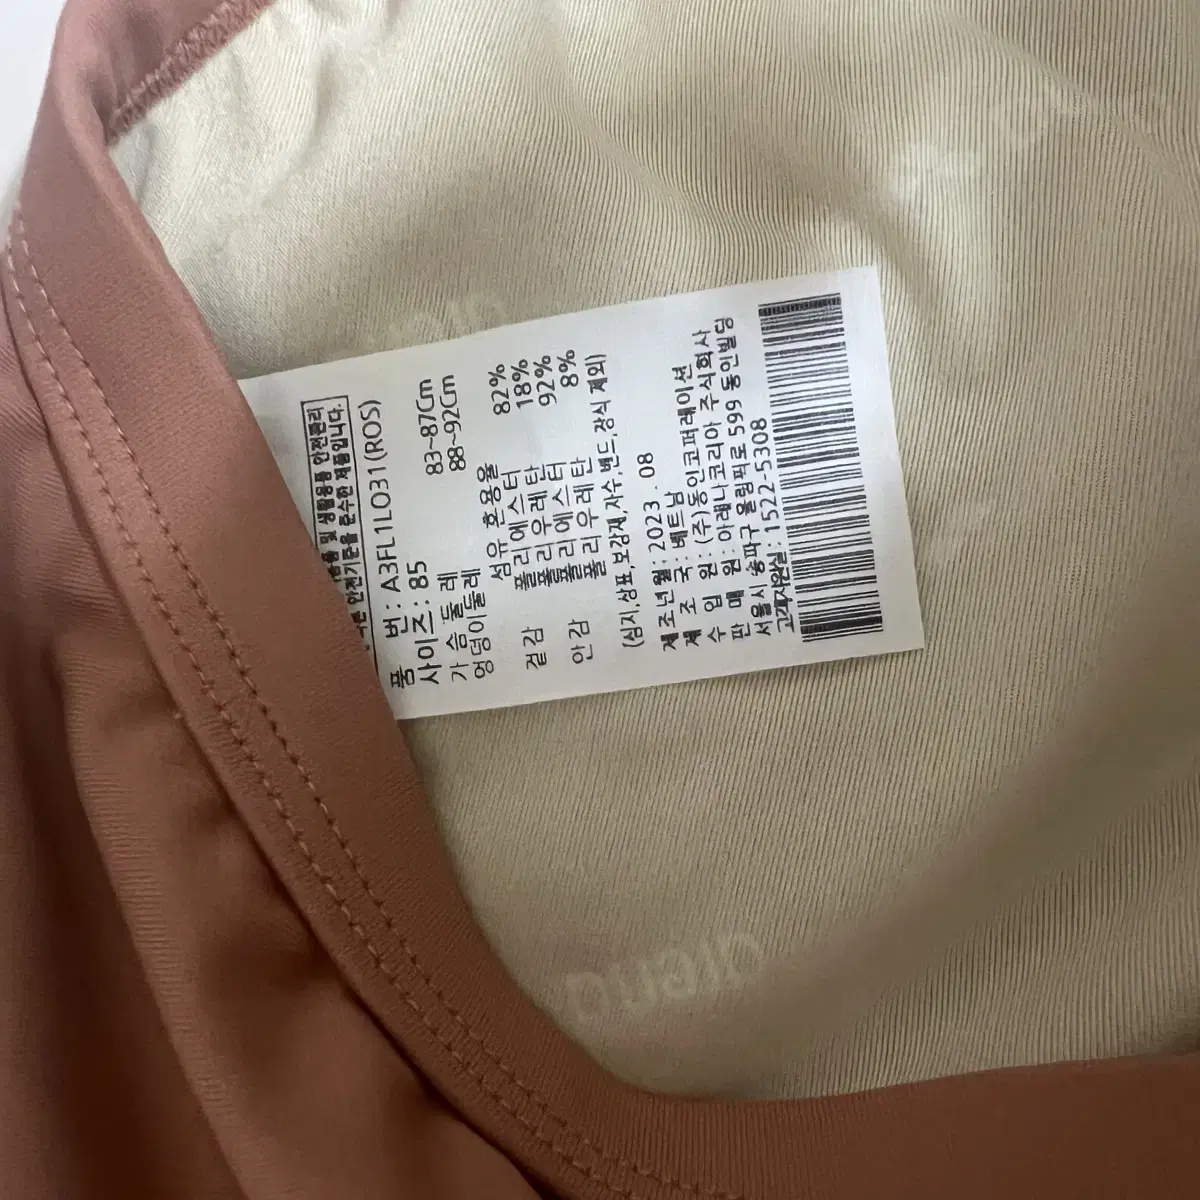 용품 및 생활용품 안전관리
안전기준을 준수한 제품입니다.
품 번 : A3FL1LO31(ROS)
사이즈 : 85
가 슴 둘 레 83~87Cm
엉덩이둘레 88~92Cm
섬유 혼용율
겉감 폴리에스터 82%
폴리우레탄 18%
안감 폴리에스터 92%
폴리우레탄 8%
(심지,상표,보강재,자수,밴드,장식 제외)
제조년월 : 2023. 08
제 조 국 : 베트남
수 입 원 : (주)동인코퍼레이션
판 매 원 : 아레나코리아 주식회사
서울시 송파구 올림픽로 599 동인빌딩
고객지원실 : 1522-5308
arena